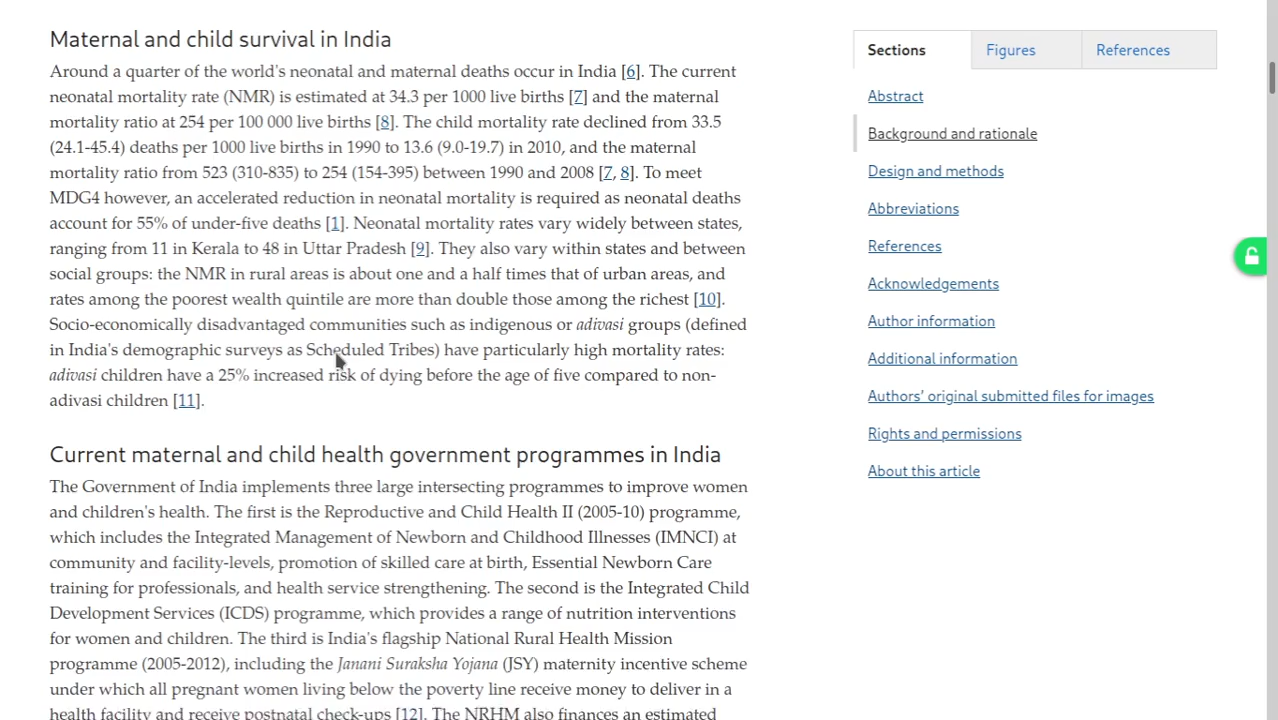 Maternal and child survival in India
Around a quarter of the world's neonatal and maternal deaths occur in India [6]. The current
neonatal mortality rate (NMR) is estimated at 34.3 per 1000 live births [7] and the maternal
mortality ratio at 254 per 100 000 live births [8]. The child mortality rate declined from 33.5
(24.1-45.4) deaths per 1000 live births in 1990 to 13.6 (9.0-19.7) in 2010, and the maternal
mortality ratio from 523 (310-835) to 254 (154-395) between 1990 and 2008 [7, 8]. To meet
MDG4 however, an accelerated reduction in neonatal mortality is required as neonatal deaths
account for 55% of under-five deaths [1]. Neonatal mortality rates vary widely between states,
ranging from 11 in Kerala to 48 in Uttar Pradesh [9]. They also vary within states and between
social groups: the NMR in rural areas is about one and a half times that of urban areas, and
rates among the poorest wealth quintile are more than double those among the richest [10].
Socio-economically disadvantaged communities such as indigenous or adivasi groups (defined
in India's demographic surveys as Scheduled Tribes) have particularly high mortality rates:
adivasi children have a 25% increased risk of dying before the age of five compared to non-
adivasi children [11].
Current maternal and child health government programmes in India
The Government of India implements three large intersecting programmes to improve women
and children's health. The first is the Reproductive and Child Health II (2005-10) programme,
which includes the Integrated Management of Newborn and Childhood Illnesses (IMNCI) at
community and facility-levels, promotion of skilled care at birth, Essential Newborn Care
training for professionals, and health service strengthening. The second is the Integrated Child
Development Services (ICDS) programme, which provides a range of nutrition interventions
for women and children. The third is India's flagship National Rural Health Mission
programme (2005-2012), including the Janani Suraksha Yojana (JSY) maternity incentive scheme
under which all pregnant women living below the poverty line receive money to deliver in a
health facility and receive postnatal check-ups [12]. The NRHM also finances an estimated
Sections
Figures
References
Abstract
Background and rationale
Design and methods
Abbreviations
References
Acknowledgements
Author information
Additional information
Authors' original submitted files for images
Rights and permissions
About this article